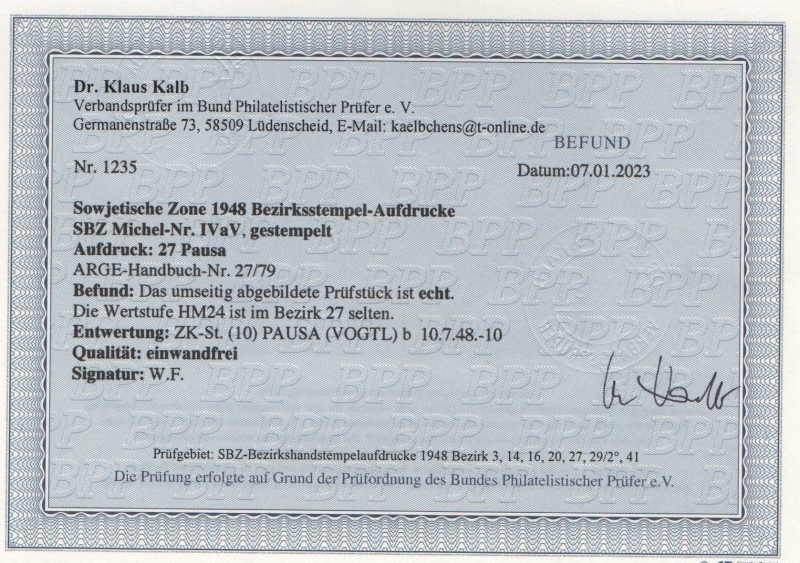 Dr. Klaus Kalb
Verbandsprüfer im Bund Philatelistischer Prüfer e. V.
Germanenstraße 73, 58509 Lüdenscheid, E-Mail: kaelbchens@t-online.de
BEFUND
Nr. 1235
Datum:07.01.2023
Sowjetische Zone 1948 Bezirksstempel-Aufdrucke
SBZ Michel-Nr. IVaV, gestempelt
Aufdruck: 27 Pausa
ARGE-Handbuch-Nr. 27/79
Befund: Das umseitig abgebildete Prüfstück ist echt.
Die Wertstufe HM24 ist im Bezirk 27 selten.
Entwertung: ZK-St. (10) PAUSA (VOGTL) b 10.7.48.-10
Qualität: einwandfrei
Signatur: W.F.
Prüfgebiet: SBZ-Bezirkshandstempelaufdrucke 1948 Bezirk 3, 14, 16, 20, 27, 29/2°, 41
Die Prüfung erfolgte auf Grund der Prüfordnung des Bundes Philatelistischer Prüfer e.V.